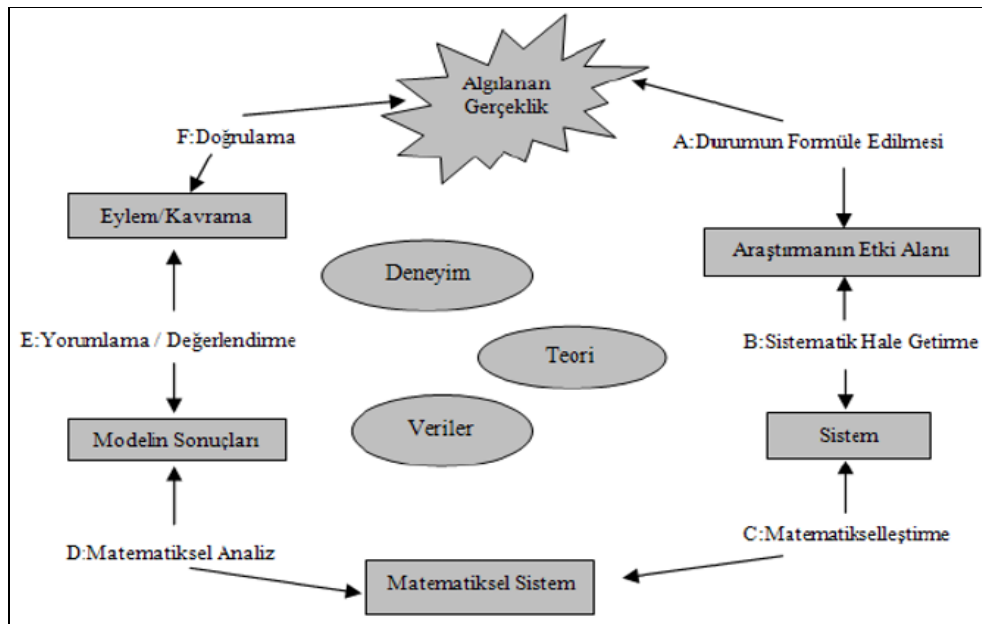 Algılanan
Gerçeklik
F:Doğrulama
A:Durumun Formüle Edilmesi
Eylem/Kavrama
Araştırmanın Etki Alanı
Deneyim
E:Yorumlama / Değerlendirme
B:Sistematik Hale Getirme
Teori
Modelin Sonuçları
Veriler
Sistem
D:Matematiksel Analiz
C:Matematikselleştirme
Matematiksel Sistem